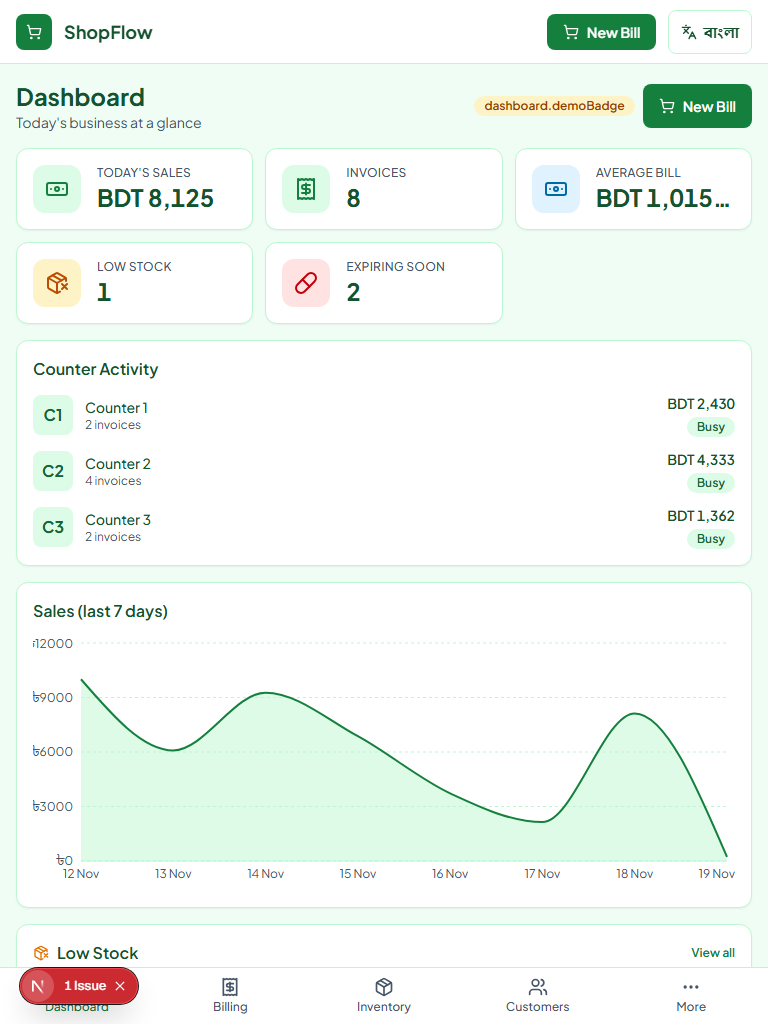 ShopFlow
New Bill
বাংলা
Dashboard
Today's business at a glance
dashboard.demoBadge
New Bill
TODAY'S SALES
BDT 8,125
INVOICES
8
AVERAGE BILL
BDT 1,015...
LOW STOCK
1
EXPIRING SOON
2
Counter Activity
C1
Counter 1
2 invoices
BDT 2,430
Busy
C2
Counter 2
4 invoices
BDT 4,333
Busy
C3
Counter 3
2 invoices
BDT 1,362
Busy
Sales (last 7 days)
৳12000
৳9000
৳6000
৳3000
৳0
12 Nov 13 Nov 14 Nov 15 Nov 16 Nov 17 Nov 18 Nov 19 Nov
Low Stock
View all
N 1 Issue
Dashboard
Billing
Inventory
Customers
More